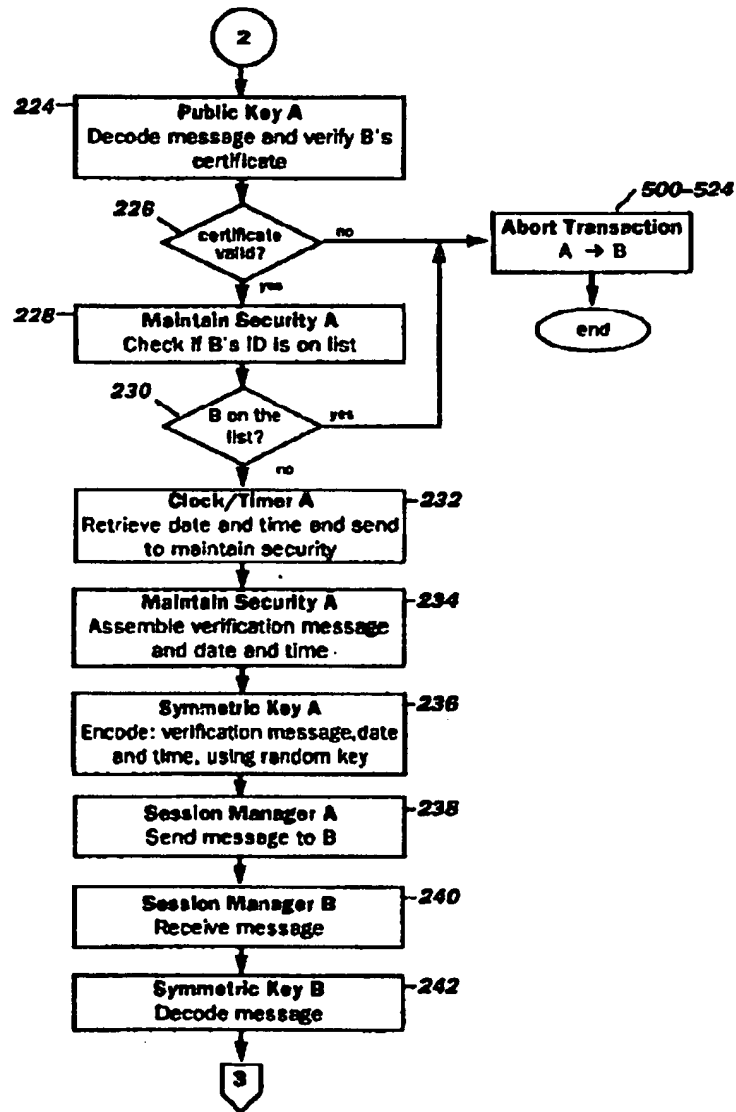 2
224
Public Key A
Decode message and verify B's
certificate
226
certificate
valid?
no
yes
500-524
Abort Transaction
A → B
end
228
Maintain Security A
Check if B's ID is on list
230
B on the
list?
yes
no
Clock/Timer A
Retrieve date and time and send
to maintain security
232
Maintain Security A
Assemble verification message
and date and time
234
Symmetric Key A
Encode: verification message, date
and time, using random key
236
Session Manager A
Send message to B
238
Session Manager B
Receive message
240
Symmetric Key B
Decode message
242
3